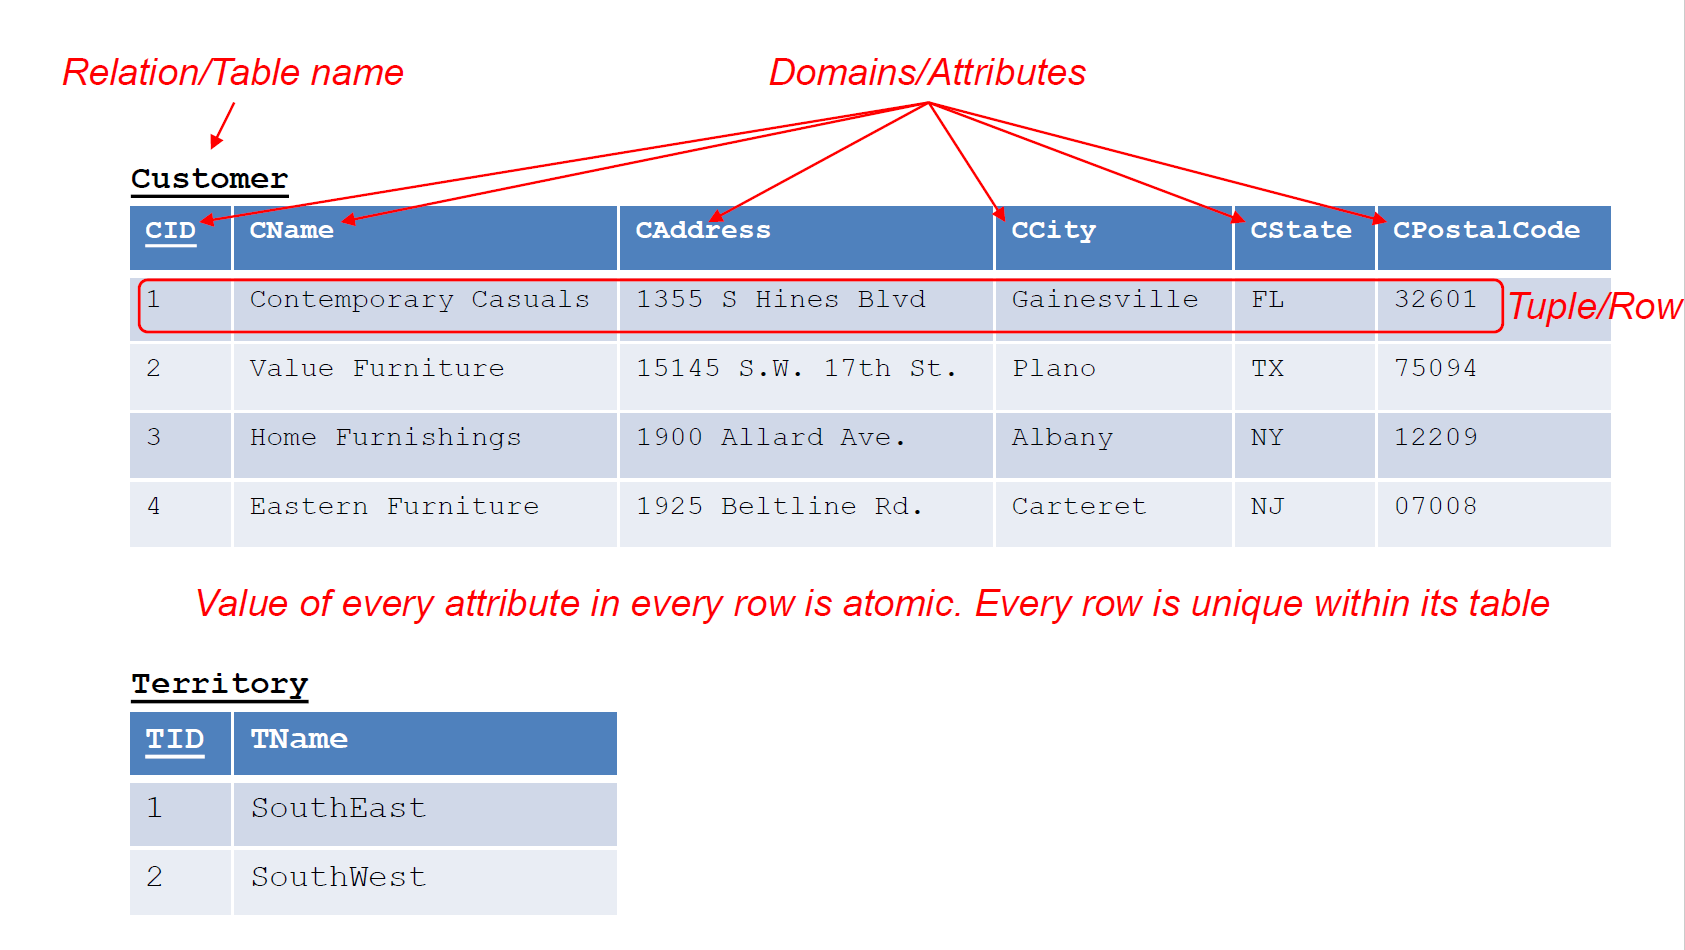 Relation/Table name Domains/Attributes
Customer
CID CName CAddress CCity CState CPostalCode
1 Contemporary Casuals 1355 S Hines Blvd Gainesville FL 32601 Tuple/Row
2 Value Furniture 15145 S.W. 17th St. Plano TX 75094
3 Home Furnishings 1900 Allard Ave. Albany NY 12209
4 Eastern Furniture 1925 Beltline Rd. Carteret NJ 07008
Value of every attribute in every row is atomic. Every row is unique within its table
Territory
TID TName
1 SouthEast
2 SouthWest